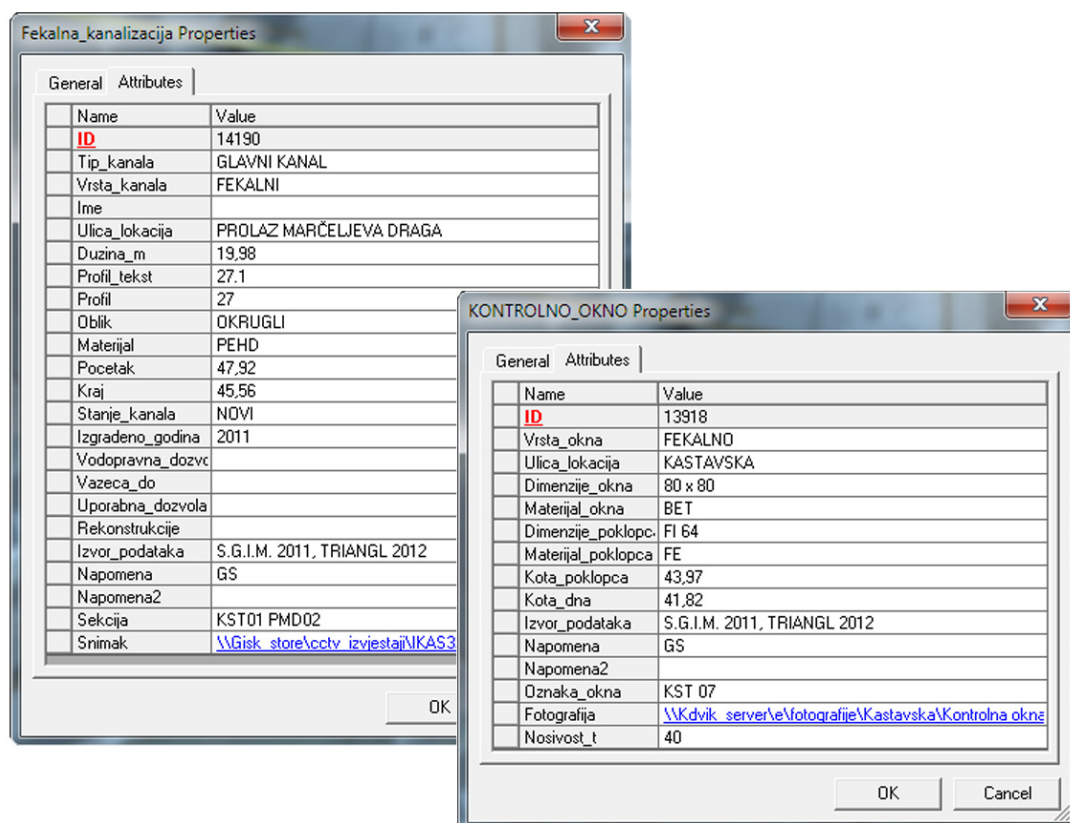 Fekalna_kanalizacija Properties
General Attributes
Name Value
ID 14190
Tip_kanala GLAVNI KANAL
Vrsta_kanala FEKALNI
Ime
Ulica_lokacija PROLAZ MARČELJEVA DRAGA
Duzina_m 19,98
Profil_tekst 27.1
Profil 27
Oblik OKRUGLI
Materijal PEHD
Pocetak 47,92
Kraj 45,56
Stanje_kanala NOVI
Izgradeno_godina 2011
Vodopravna_dozvo
Vazeca_do
Uporabna_dozvola
Rekonstrukcije
Izvor_podataka S.G.I.M. 2011, TRIANGL 2012
Napomena GS
Napomena2
Sekcija KST01 PMD02
Snimak \\Gisk_store\cctv_izvjestaji\IKAS3
OK
KONTROLNO_OKNO Properties
General Attributes
Name Value
ID 13918
Vrsta_okna FEKALNO
Ulica_lokacija KASTAVSKA
Dimenzije_okna 80 x 80
Materijal_okna BET
Dimenzije_poklopc FI 64
Materijal_poklopca FE
Kota_poklopca 43,97
Kota_dna 41,82
Izvor_podataka S.G.I.M. 2011, TRIANGL 2012
Napomena GS
Napomena2
Oznaka_okna KST 07
Fotografija \\Kdvik_server\e\fotografije\Kastavska\Kontrolna okna
Nosivost_t 40
OK Cancel